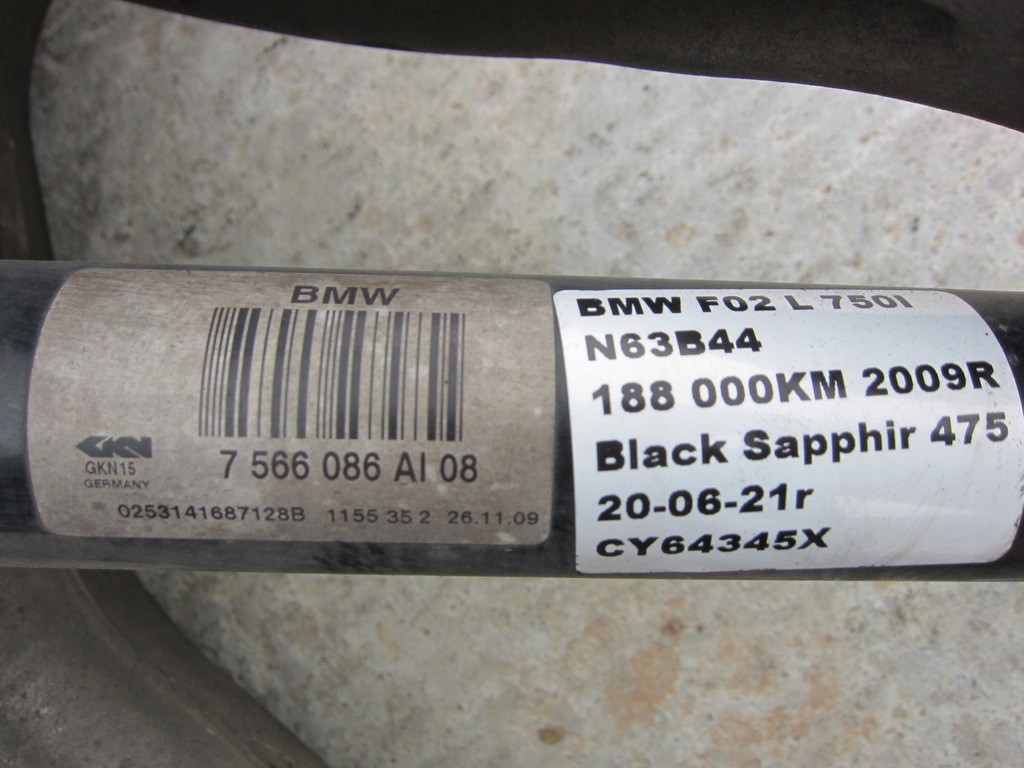 BMW
GKN
GKN15
GERMANY
7 566 086 AI 08
0253141687128B 1155 35 2 26.11.09
BMW F02 L 750I
N63B44
188 000KM 2009R
Black Sapphir 475
20-06-21r
CY64345X